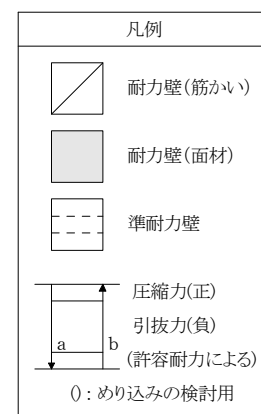 凡例
耐力壁(筋かい)
耐力壁(面材)
準耐力壁
圧縮力(正)
引抜力(負)
a b
(許容耐力による)
():めり込みの検討用